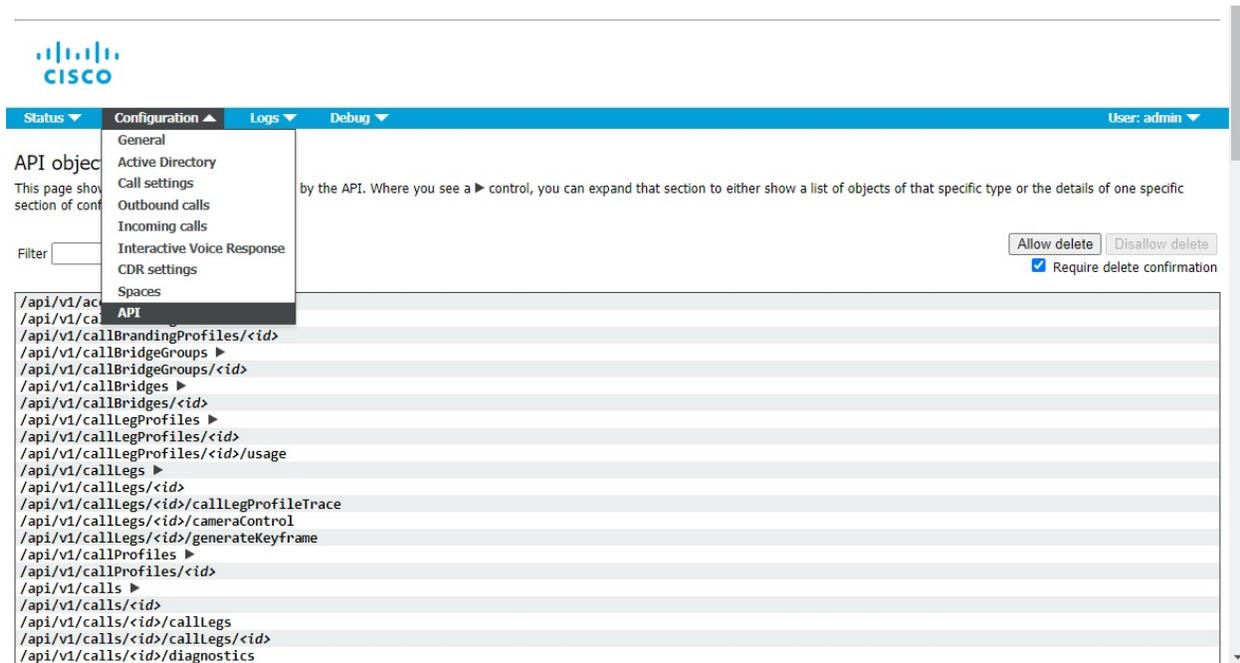 CISCO
Status ▼ Configuration ▲ Logs ▼ Debug ▼ User: admin ▼
General
Active Directory
Call settings
Outbound calls
Incoming calls
Interactive Voice Response
CDR settings
Spaces
API
API objec
This page show by the API. Where you see a ▶ control, you can expand that section to either show a list of objects of that specific type or the details of one specific
section of conf
Filter
Allow delete Disallow delete
Require delete confirmation
/api/v1/ac
/api/v1/ca
/api/v1/callBrandingProfiles/<id>
/api/v1/callBridgeGroups ▶
/api/v1/callBridgeGroups/<id>
/api/v1/callBridges ▶
/api/v1/callBridges/<id>
/api/v1/callLegProfiles ▶
/api/v1/callLegProfiles/<id>
/api/v1/callLegProfiles/<id>/usage
/api/v1/callLegs ▶
/api/v1/callLegs/<id>
/api/v1/callLegs/<id>/callLegProfileTrace
/api/v1/callLegs/<id>/cameraControl
/api/v1/callLegs/<id>/generateKeyframe
/api/v1/callProfiles ▶
/api/v1/callProfiles/<id>
/api/v1/calls ▶
/api/v1/calls/<id>
/api/v1/calls/<id>/callLegs
/api/v1/calls/<id>/callLegs/<id>
/api/v1/calls/<id>/diagnostics